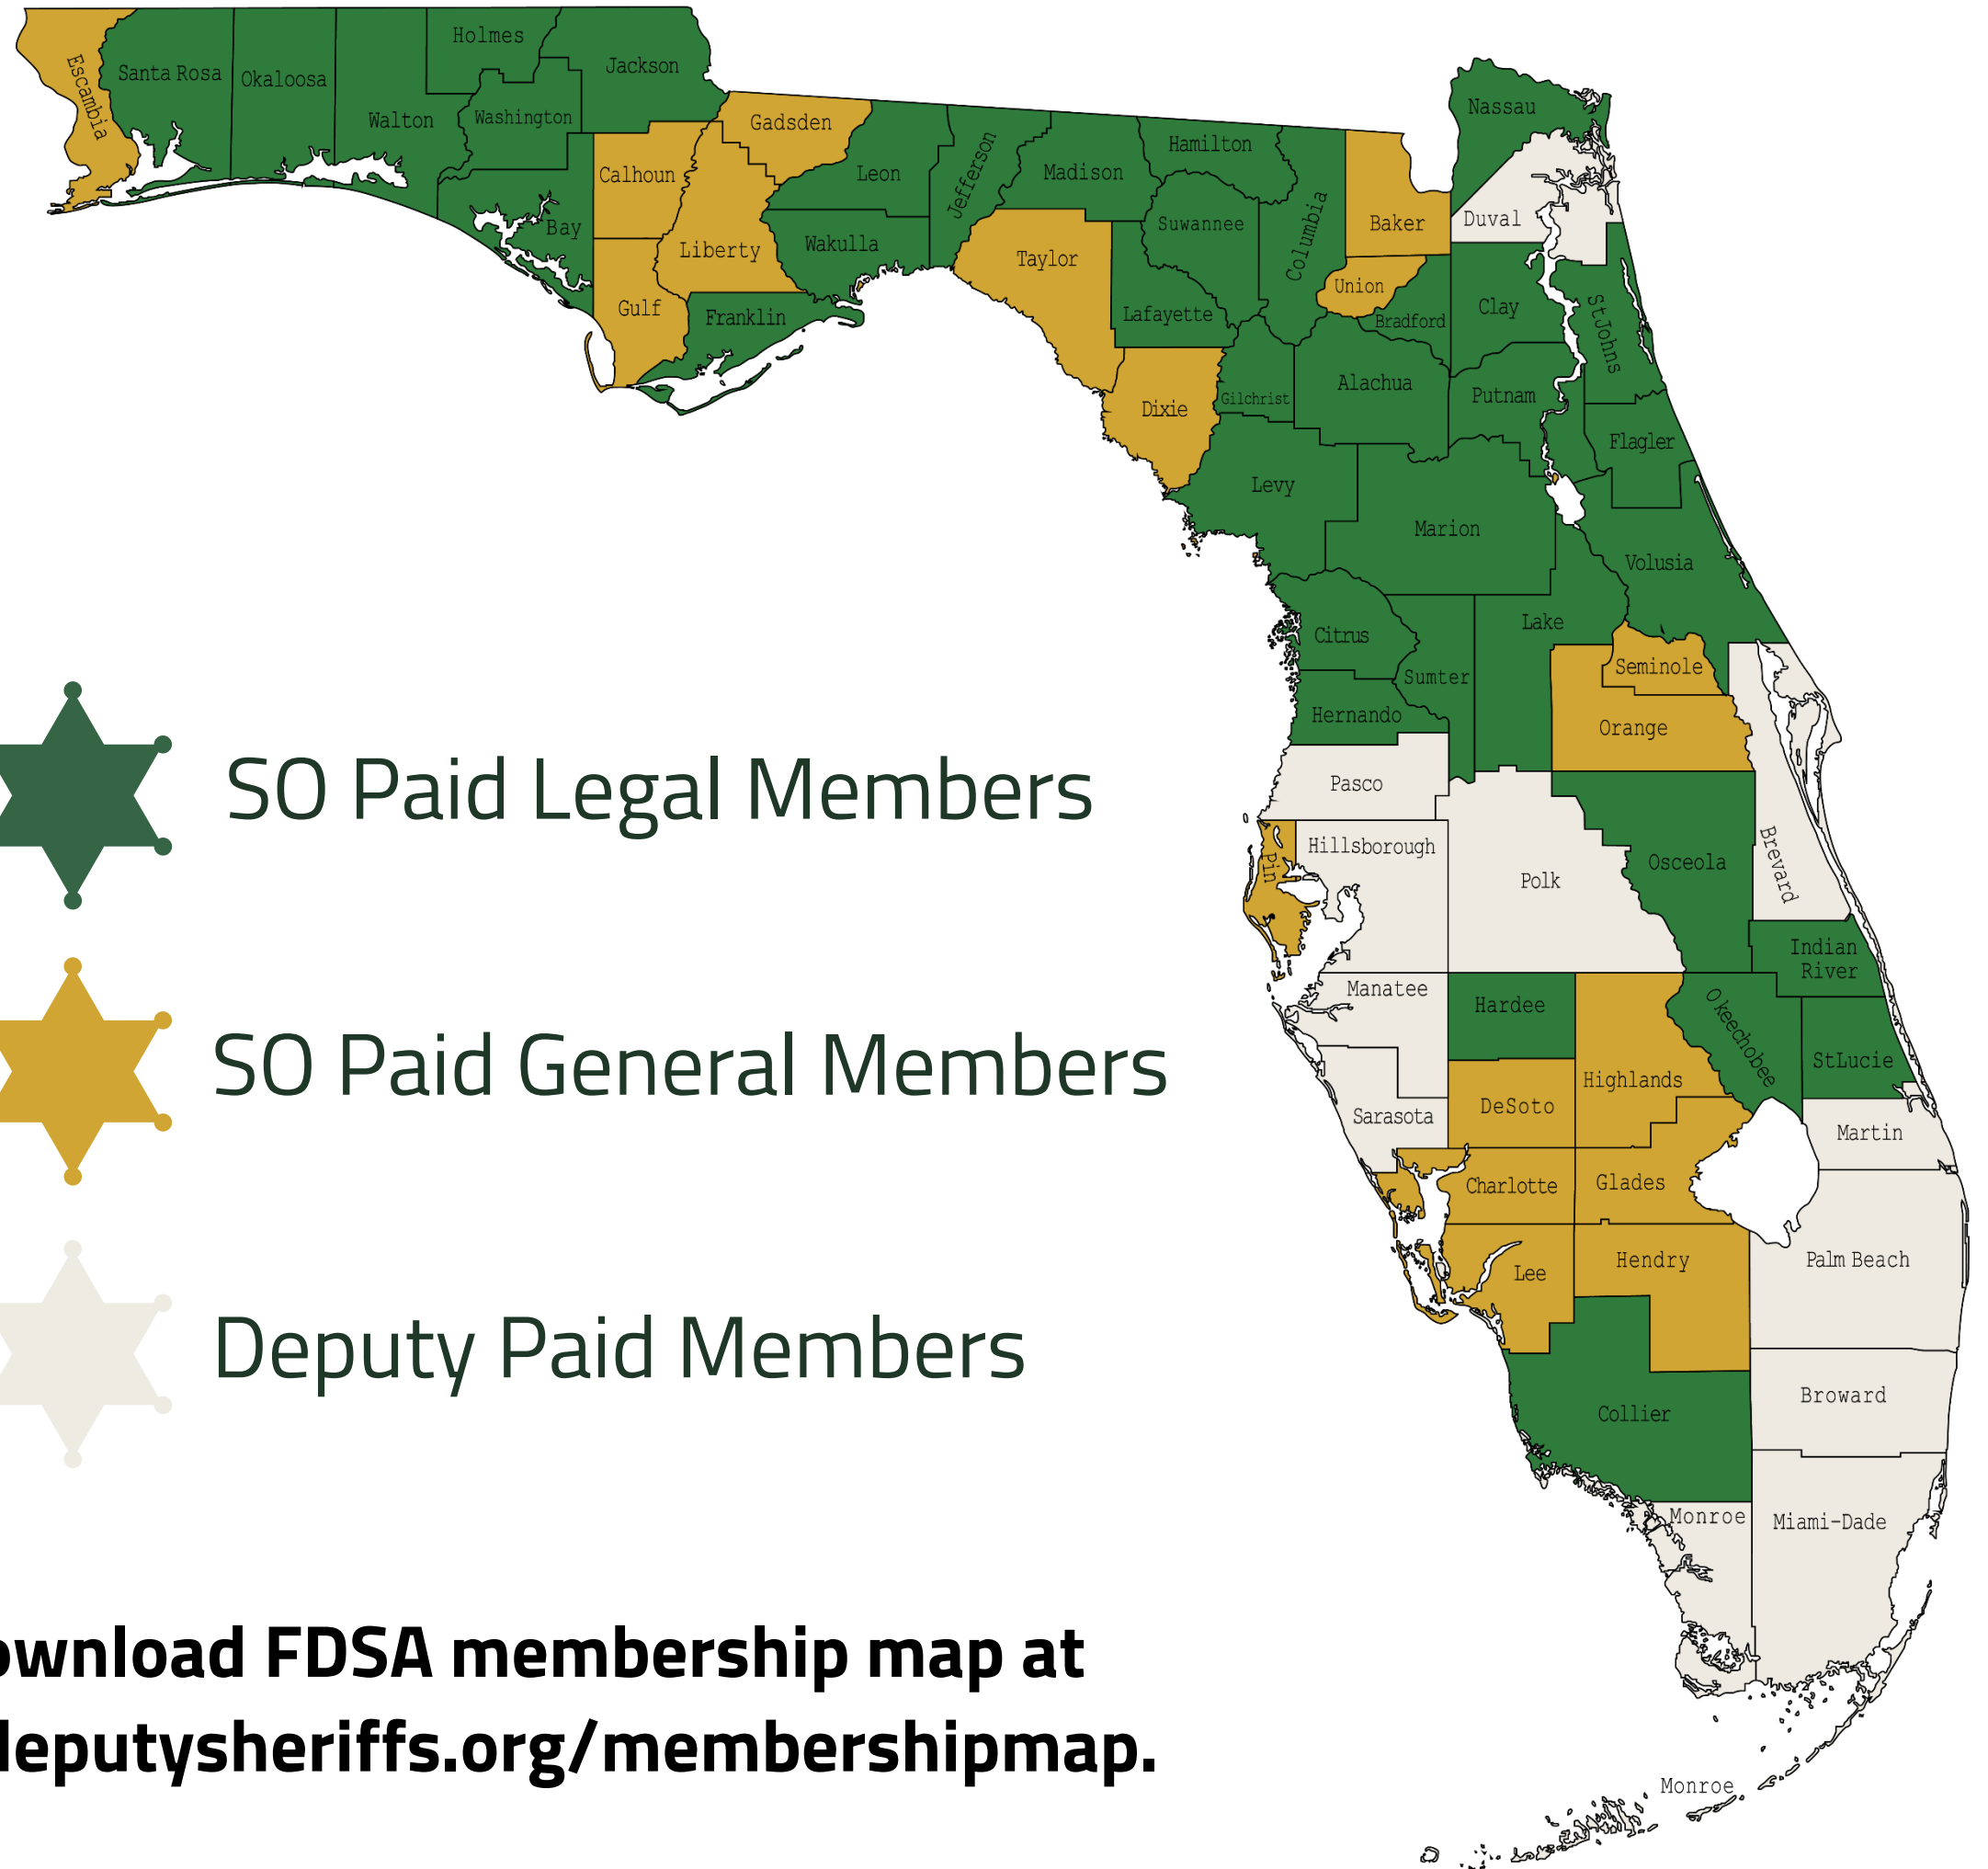 Holmes
Jackson
Santa Rosa
Okaloosa
Escambia
Walton
Washington
Gadsden
Calhoun
Leon
Jefferson
Madison
Hamilton
Nassau
Bay
Liberty
Wakulla
Taylor
Suwannee
Columbia
Baker
Duval
Gulf
Franklin
Lafayette
Union
Bradford
Clay
StJohns
Dixie
Gilchrist
Alachua
Putnam
Flagler
Levy
Marion
Volusia
Citrus
Lake
Sumter
Seminole
Hernando
Orange
SO Paid Legal Members
Pasco
Pin
Hillsborough
Polk
Osceola
Brevard
Indian
River
Manatee
Hardee
Okeechobee
SO Paid General Members
Highlands
StLucie
Sarasota
DeSoto
Martin
Charlotte
Glades
Lee
Hendry
Palm Beach
Deputy Paid Members
Collier
Broward
Monroe
Miami-Dade
ownload FDSA membership map at
deputysheriffs.org/membershipmap.
Monroe